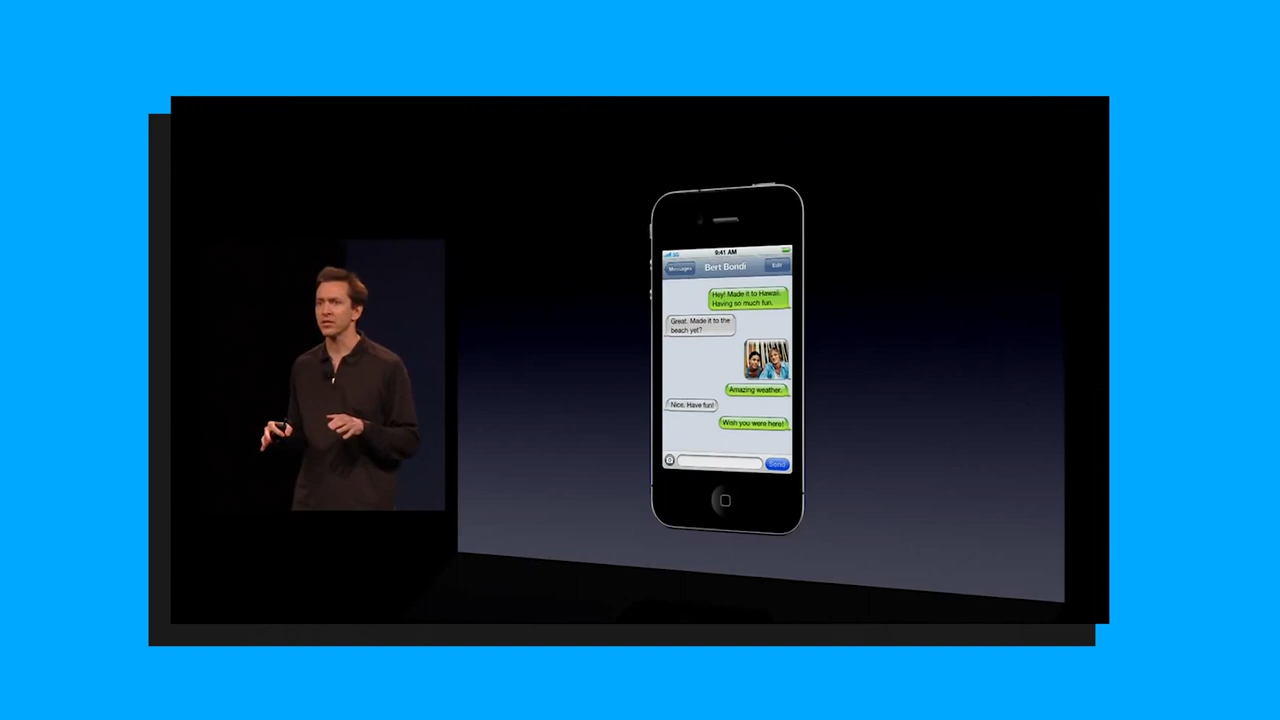 3G 9:41 AM
Messages Bert Bondi Edit
Hey! Made it to Hawaii.
Having so much fun.
Great. Made it to the
beach yet?
Amazing weather.
Nice. Have fun!
Wish you were here!
Send